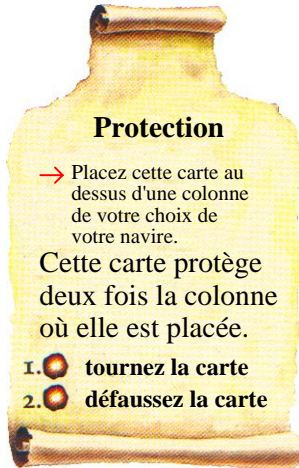 Protection
→ Placez cette carte au
dessus d'une colonne
de votre choix de
votre navire.
Cette carte protège
deux fois la colonne
où elle est placée.
1. tournez la carte
2. défaussez la carte